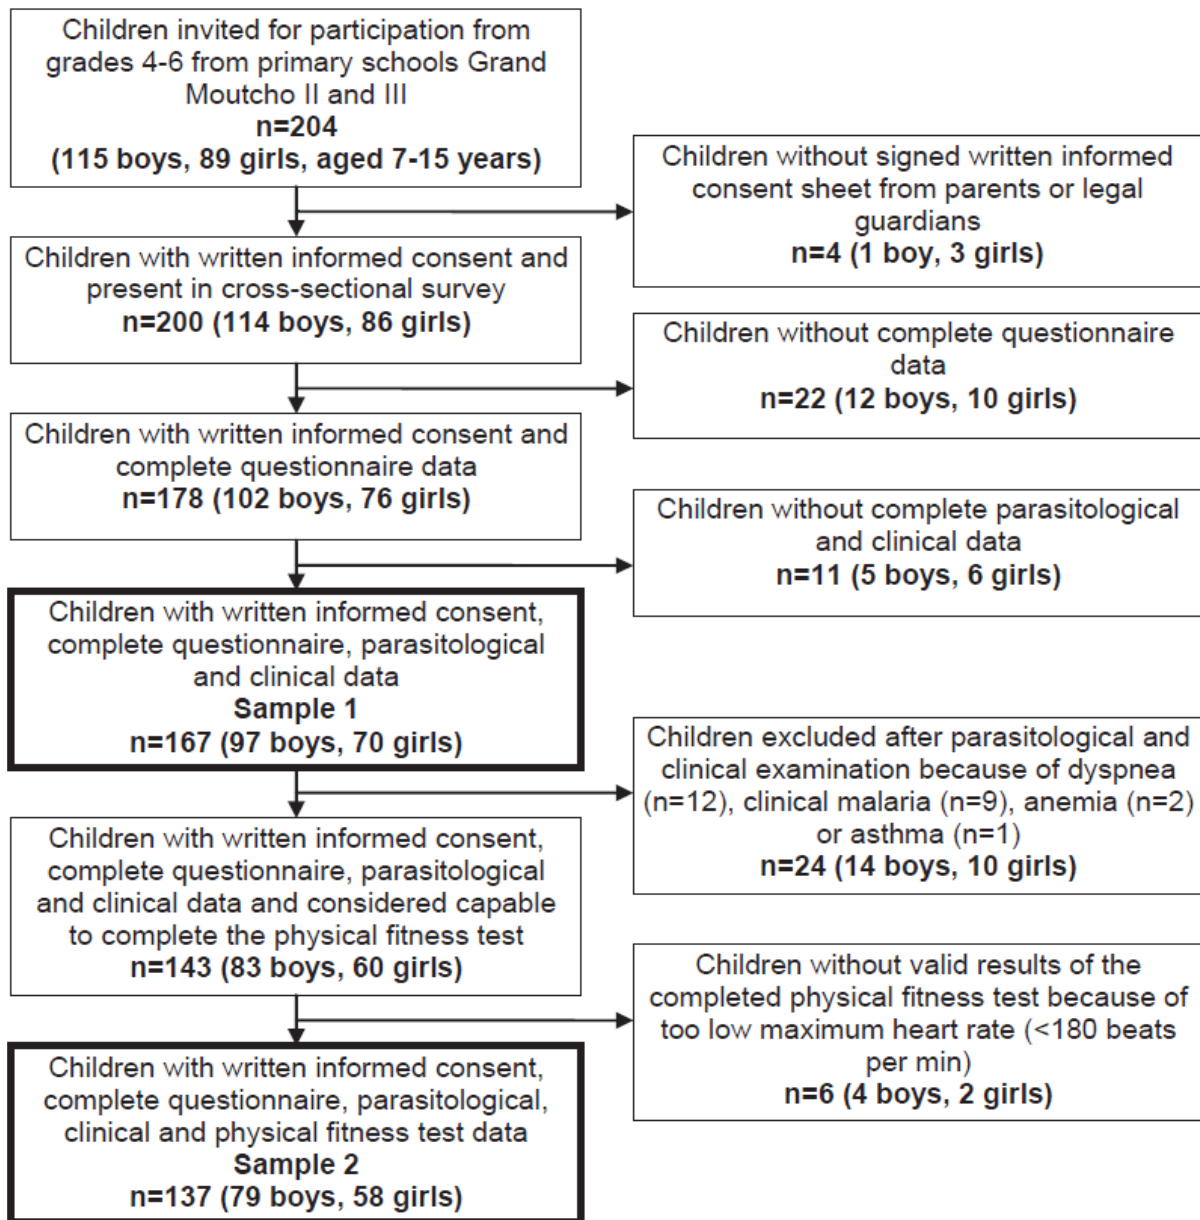 Children invited for participation from
grades 4-6 from primary schools Grand
Moutcho II and III
n=204
(115 boys, 89 girls, aged 7-15 years)
Children without signed written informed
consent sheet from parents or legal
guardians
n=4 (1 boy, 3 girls)
Children with written informed consent and
present in cross-sectional survey
n=200 (114 boys, 86 girls)
Children without complete questionnaire
data
n=22 (12 boys, 10 girls)
Children with written informed consent and
complete questionnaire data
n=178 (102 boys, 76 girls)
Children without complete parasitological
and clinical data
n=11 (5 boys, 6 girls)
Children with written informed consent,
complete questionnaire, parasitological
and clinical data
Sample 1
n=167 (97 boys, 70 girls)
Children excluded after parasitological and
clinical examination because of dyspnea
(n=12), clinical malaria (n=9), anemia (n=2)
or asthma (n=1)
n=24 (14 boys, 10 girls)
Children with written informed consent,
complete questionnaire, parasitological
and clinical data and considered capable
to complete the physical fitness test
n=143 (83 boys, 60 girls)
Children without valid results of the
completed physical fitness test because of
too low maximum heart rate (<180 beats
per min)
n=6 (4 boys, 2 girls)
Children with written informed consent,
complete questionnaire, parasitological,
clinical and physical fitness test data
Sample 2
n=137 (79 boys, 58 girls)